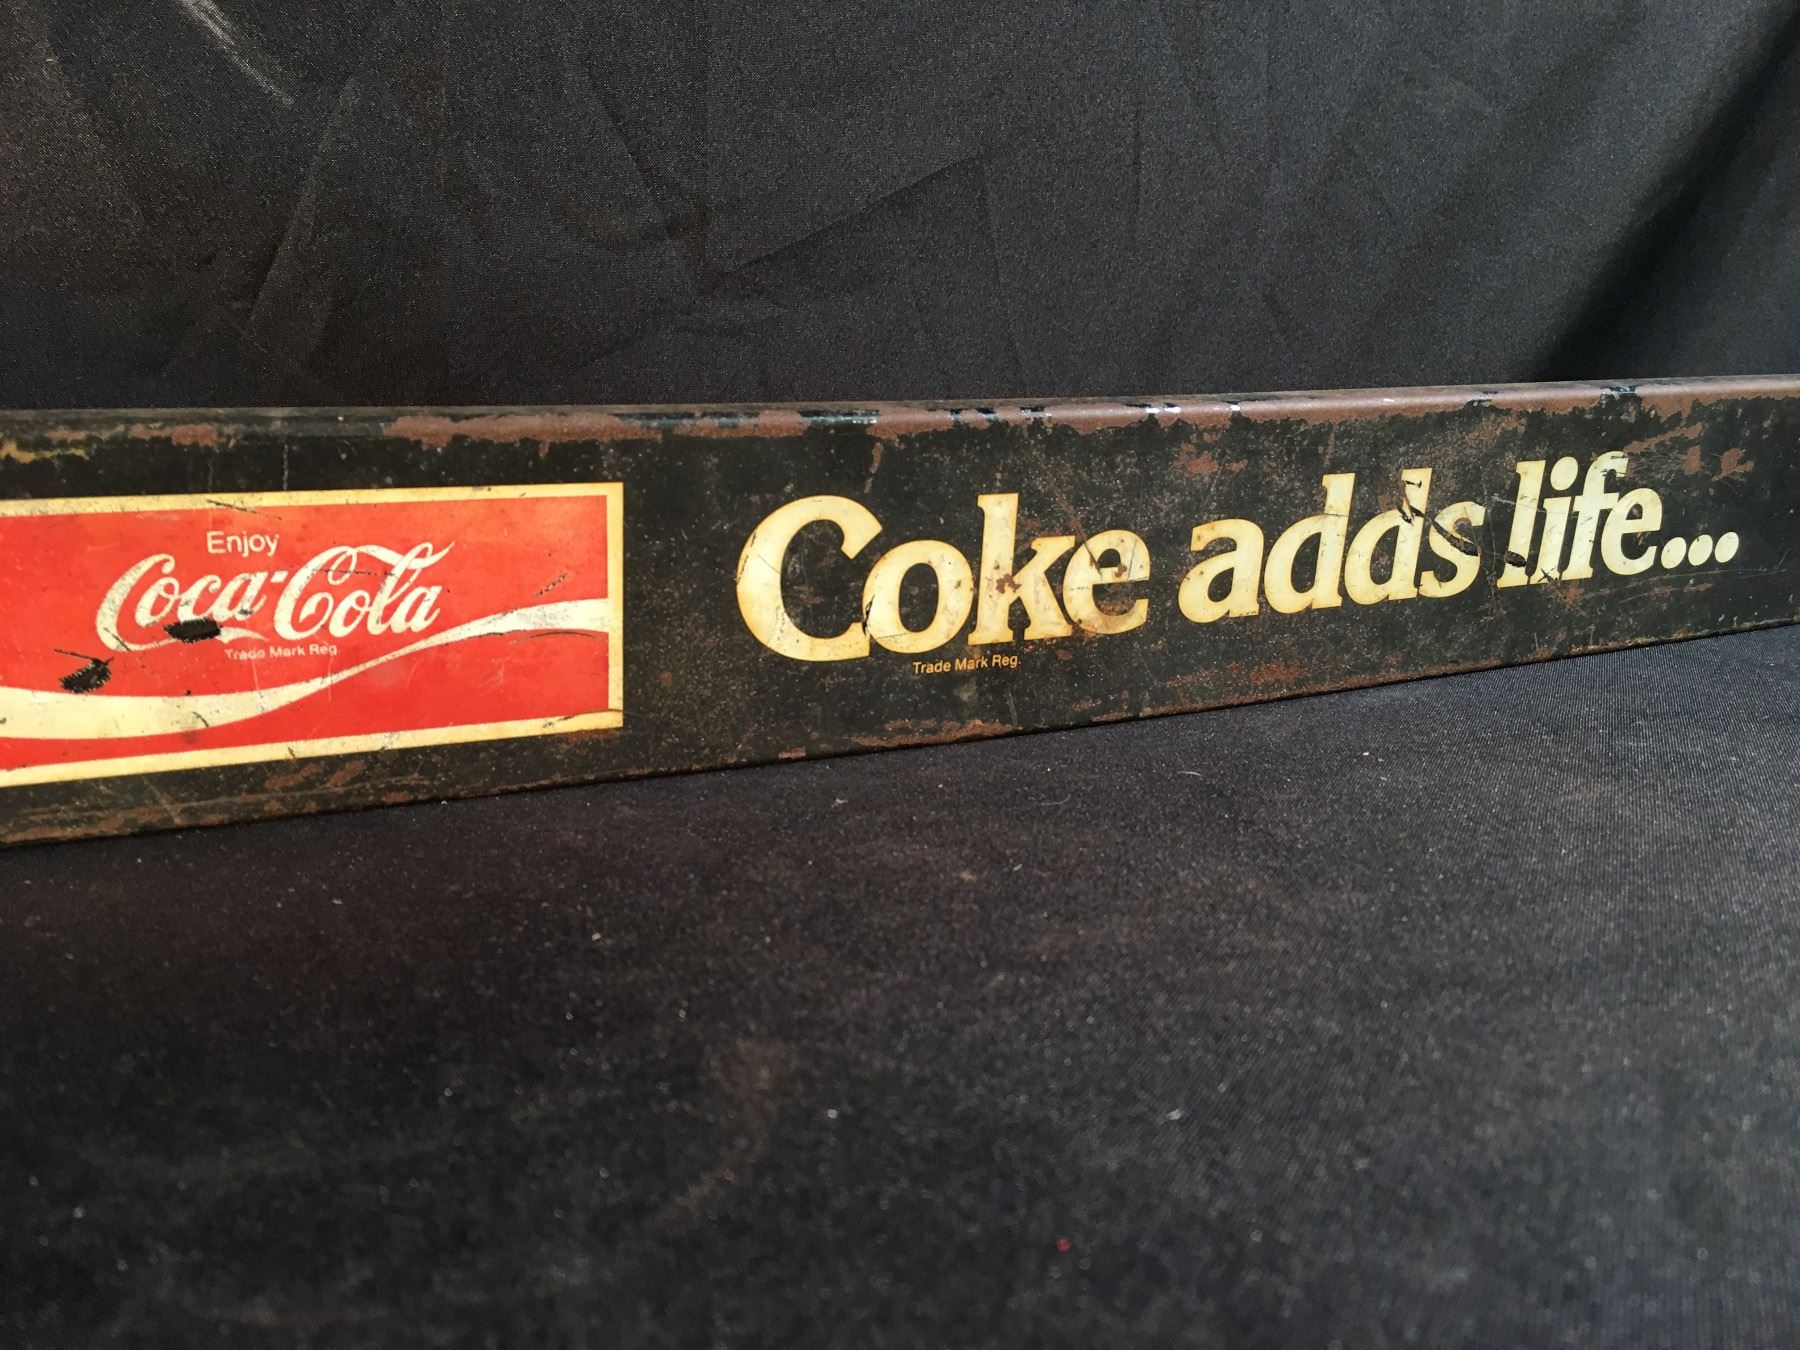 Enjoy
Coca-Cola
Trade Mark Reg.
Coke adds life...
Trade Mark Reg.